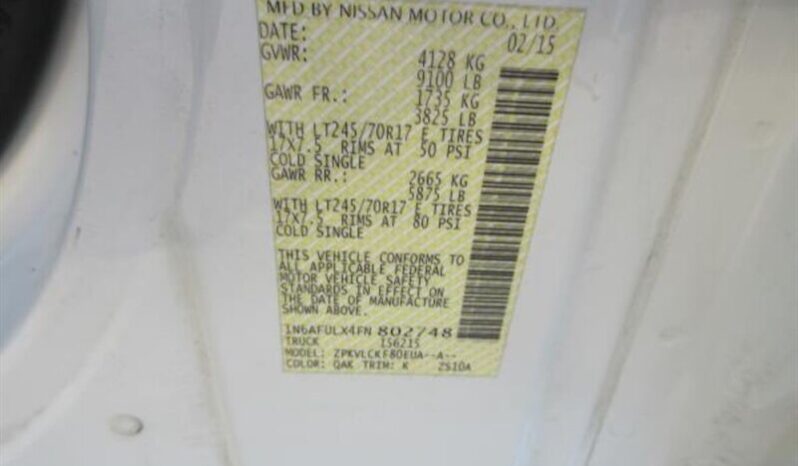 MFD BY NISSAN MOTOR CO., LTD.
DATE: 02/15
GVWR: 4128 KG
9100 LB
GAWR FR.: 1735 KG
3825 LB
WITH LT245/70R17 E TIRES
17X7.5 RIMS AT 50 PSI
COLD SINGLE
GAWR RR.: 2665 KG
5875 LB
WITH LT245/70R17 E TIRES
17X7.5 RIMS AT 80 PSI
COLD SINGLE
THIS VEHICLE CONFORMS TO
ALL APPLICABLE FEDERAL
MOTOR VEHICLE SAFETY
STANDARDS IN EFFECT ON
THE DATE OF MANUFACTURE
SHOWN ABOVE.
1N6AF0LX4FN 802748
TRUCK 156215
MODEL: ZPKVLCKF80EUA--A--
COLOR: QAK TRIM: K 2S10A